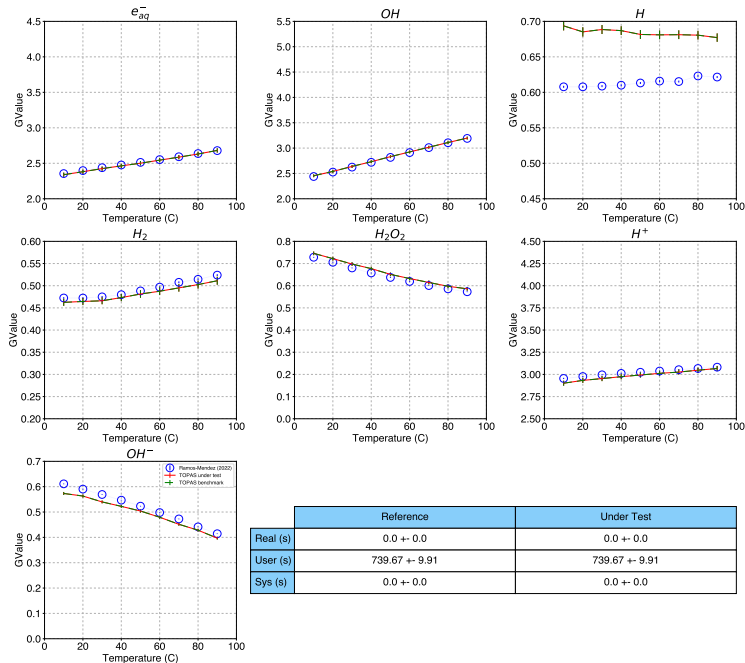 e⁻aq
GValue
4.5
4.0
3.5
3.0
2.5
2.0
0 20 40 60 80 100
Temperature (C)
OH
GValue
5.5
5.0
4.5
4.0
3.5
3.0
2.5
2.0
0 20 40 60 80 100
Temperature (C)
H
GValue
0.70
0.65
0.60
0.55
0.50
0.45
0 20 40 60 80 100
Temperature (C)
H₂
GValue
0.60
0.55
0.50
0.45
0.40
0.35
0.30
0.25
0.20
0 20 40 60 80 100
Temperature (C)
H₂O₂
GValue
0.8
0.7
0.6
0.5
0.4
0.3
0.2
0.1
0.0
0 20 40 60 80 100
Temperature (C)
H⁺
GValue
4.50
4.25
4.00
3.75
3.50
3.25
3.00
2.75
2.50
0 20 40 60 80 100
Temperature (C)
OH⁻
GValue
0.7
0.6
0.5
0.4
0.3
0.2
0.1
0.0
0 20 40 60 80 100
Temperature (C)
Ramos-Mendez (2022)
TOPAS under test
TOPAS benchmark
Reference Under Test
Real (s) 0.0 +- 0.0 0.0 +- 0.0
User (s) 739.67 +- 9.91 739.67 +- 9.91
Sys (s) 0.0 +- 0.0 0.0 +- 0.0